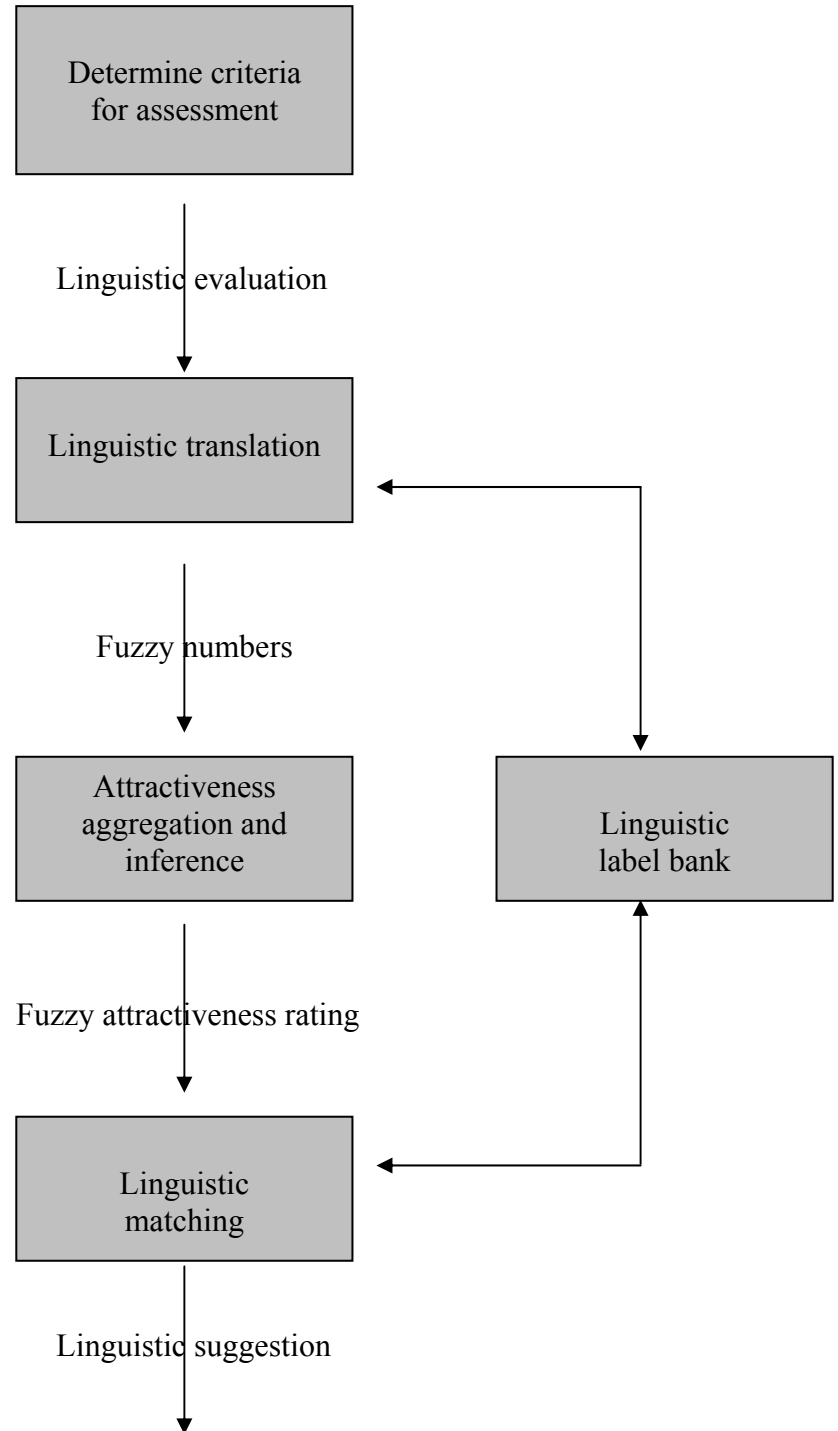 Determine criteria
for assessment
Linguistic evaluation
Linguistic translation
Fuzzy numbers
Attractiveness
aggregation and
inference
Linguistic
label bank
Fuzzy attractiveness rating
Linguistic
matching
Linguistic suggestion